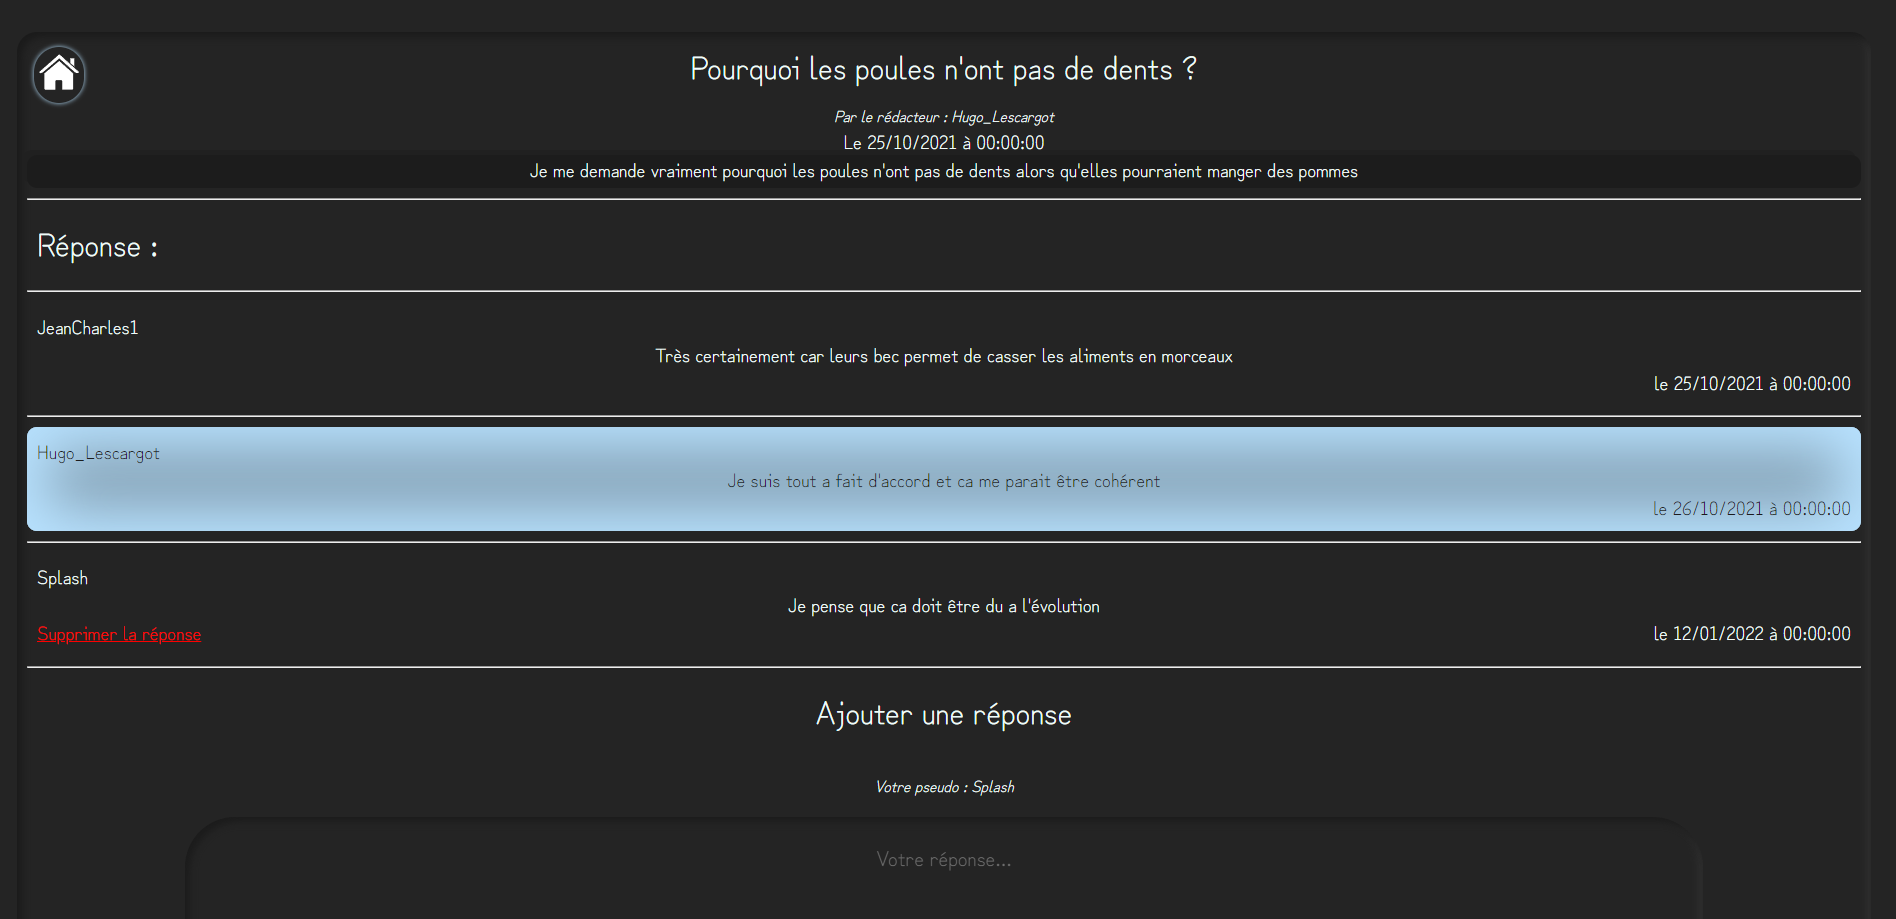 Pourquoi les poules n'ont pas de dents ?
Par le rédacteur : Hugo_Lescargot
Le 25/10/2021 à 00:00:00
Je me demande vraiment pourquoi les poules n'ont pas de dents alors qu'elles pourraient manger des pommes
Réponse :
JeanCharles1
Très certainement car leurs bec permet de casser les aliments en morceaux
le 25/10/2021 à 00:00:00
Hugo_Lescargot
Je suis tout a fait d'accord et ca me parait être cohérent
le 26/10/2021 à 00:00:00
Splash
Je pense que ca doit être du a l'évolution
Supprimer la réponse
le 12/01/2022 à 00:00:00
Ajouter une réponse
Votre pseudo : Splash
Votre réponse...